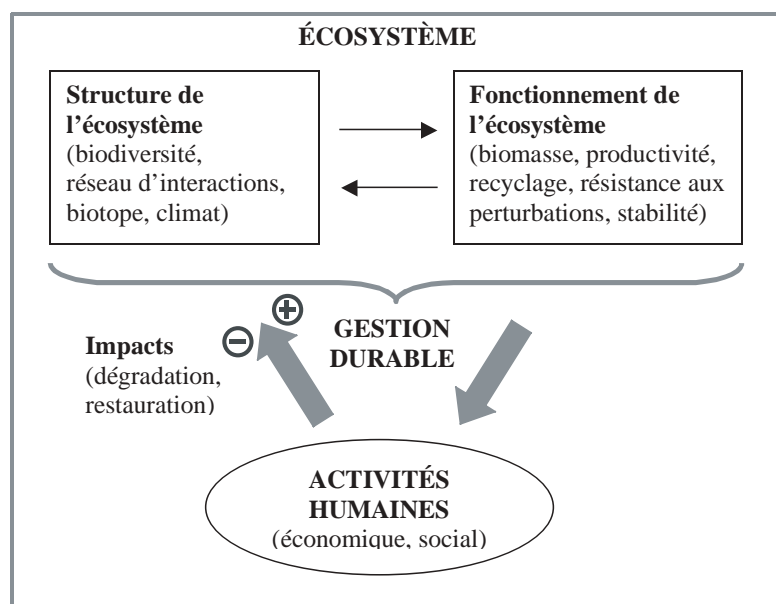 ÉCOSYSTÈME
Structure de
l’écosystème
(biodiversité,
réseau d’interactions,
biotope, climat)
Fonctionnement de
l’écosystème
(biomasse, productivité,
recyclage, résistance aux
perturbations, stabilité)
+
−
Impacts
(dégradation,
restauration)
GESTION
DURABLE
ACTIVITÉS
HUMAINES
(économique, social)